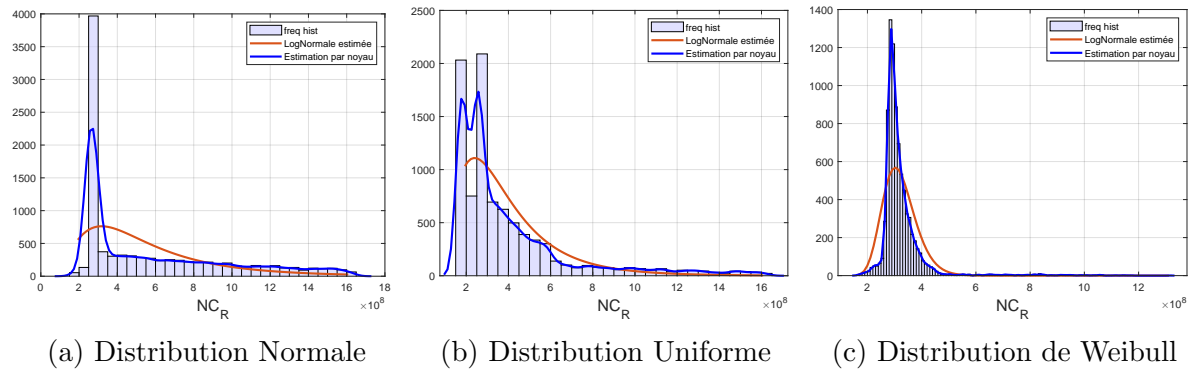 4000
3500
3000
2500
2000
1500
1000
500
0
freq hist
LogNormale estimée
Estimation par noyau
0 2 4 6 8 10 12 14 16 18
NC_R
×10^8
2500
2000
1500
1000
500
0
freq hist
LogNormale estimée
Estimation par noyau
2 4 6 8 10 12 14 16
NC_R
×10^8
1400
1200
1000
800
600
400
200
0
freq hist
LogNormale estimée
Estimation par noyau
2 4 6 8 10 12
NC_R
×10^8
(a) Distribution Normale
(b) Distribution Uniforme
(c) Distribution de Weibull